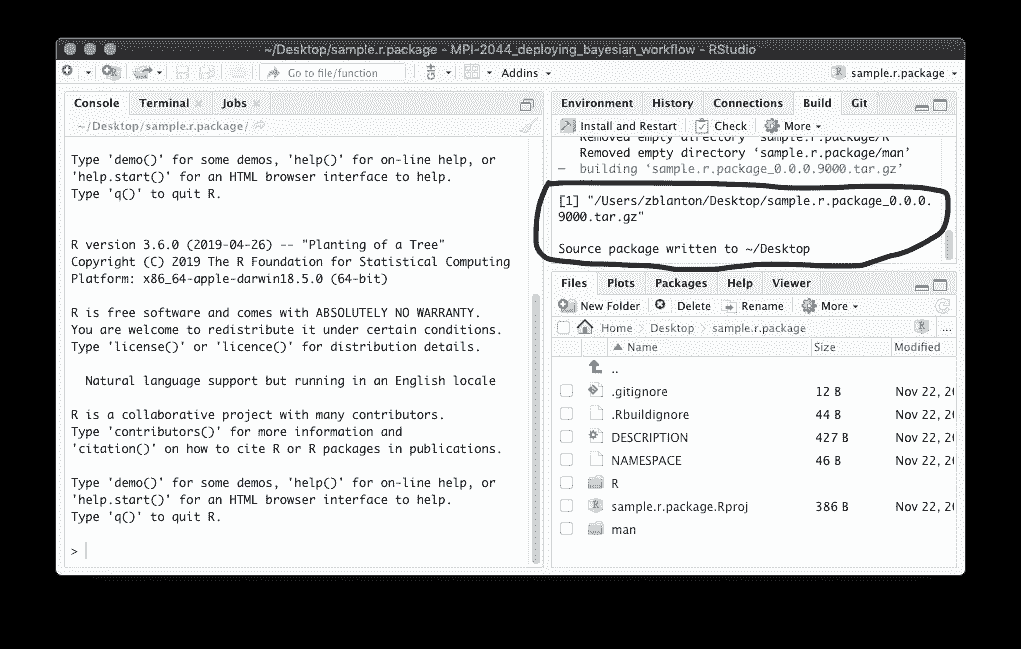 ~/Desktop/sample.r.package - MPI-2044_deploying_bayesian_workflow - RStudio
Go to file/function
Addins
sample.r.package
Console
Terminal
Jobs
~/Desktop/sample.r.package/
Type 'demo()' for some demos, 'help()' for on-line help, or
'help.start()' for an HTML browser interface to help.
Type 'q()' to quit R.
R version 3.6.0 (2019-04-26) -- "Planting of a Tree"
Copyright (C) 2019 The R Foundation for Statistical Computing
Platform: x86_64-apple-darwin18.5.0 (64-bit)
R is free software and comes with ABSOLUTELY NO WARRANTY.
You are welcome to redistribute it under certain conditions.
Type 'license()' or 'licence()' for distribution details.
Natural language support but running in an English locale
R is a collaborative project with many contributors.
Type 'contributors()' for more information and
'citation()' on how to cite R or R packages in publications.
Type 'demo()' for some demos, 'help()' for on-line help, or
'help.start()' for an HTML browser interface to help.
Type 'q()' to quit R.
>
Environment
History
Connections
Build
Git
Install and Restart
Check
More
Removed empty directory ‘sample.r.package/R’
Removed empty directory ‘sample.r.package/man’
— building ‘sample.r.package_0.0.0.9000.tar.gz’
[1] "/Users/zblanton/Desktop/sample.r.package_0.0.0.
9000.tar.gz"
Source package written to ~/Desktop
Files
Plots
Packages
Help
Viewer
New Folder
Delete
Rename
More
Home
Desktop
sample.r.package
...
Name
Size
Modified
..
.gitignore
12 B
Nov 22, 20
.Rbuildignore
44 B
Nov 22, 20
DESCRIPTION
427 B
Nov 22, 20
NAMESPACE
46 B
Nov 22, 20
R
sample.r.package.Rproj
386 B
Nov 22, 20
man